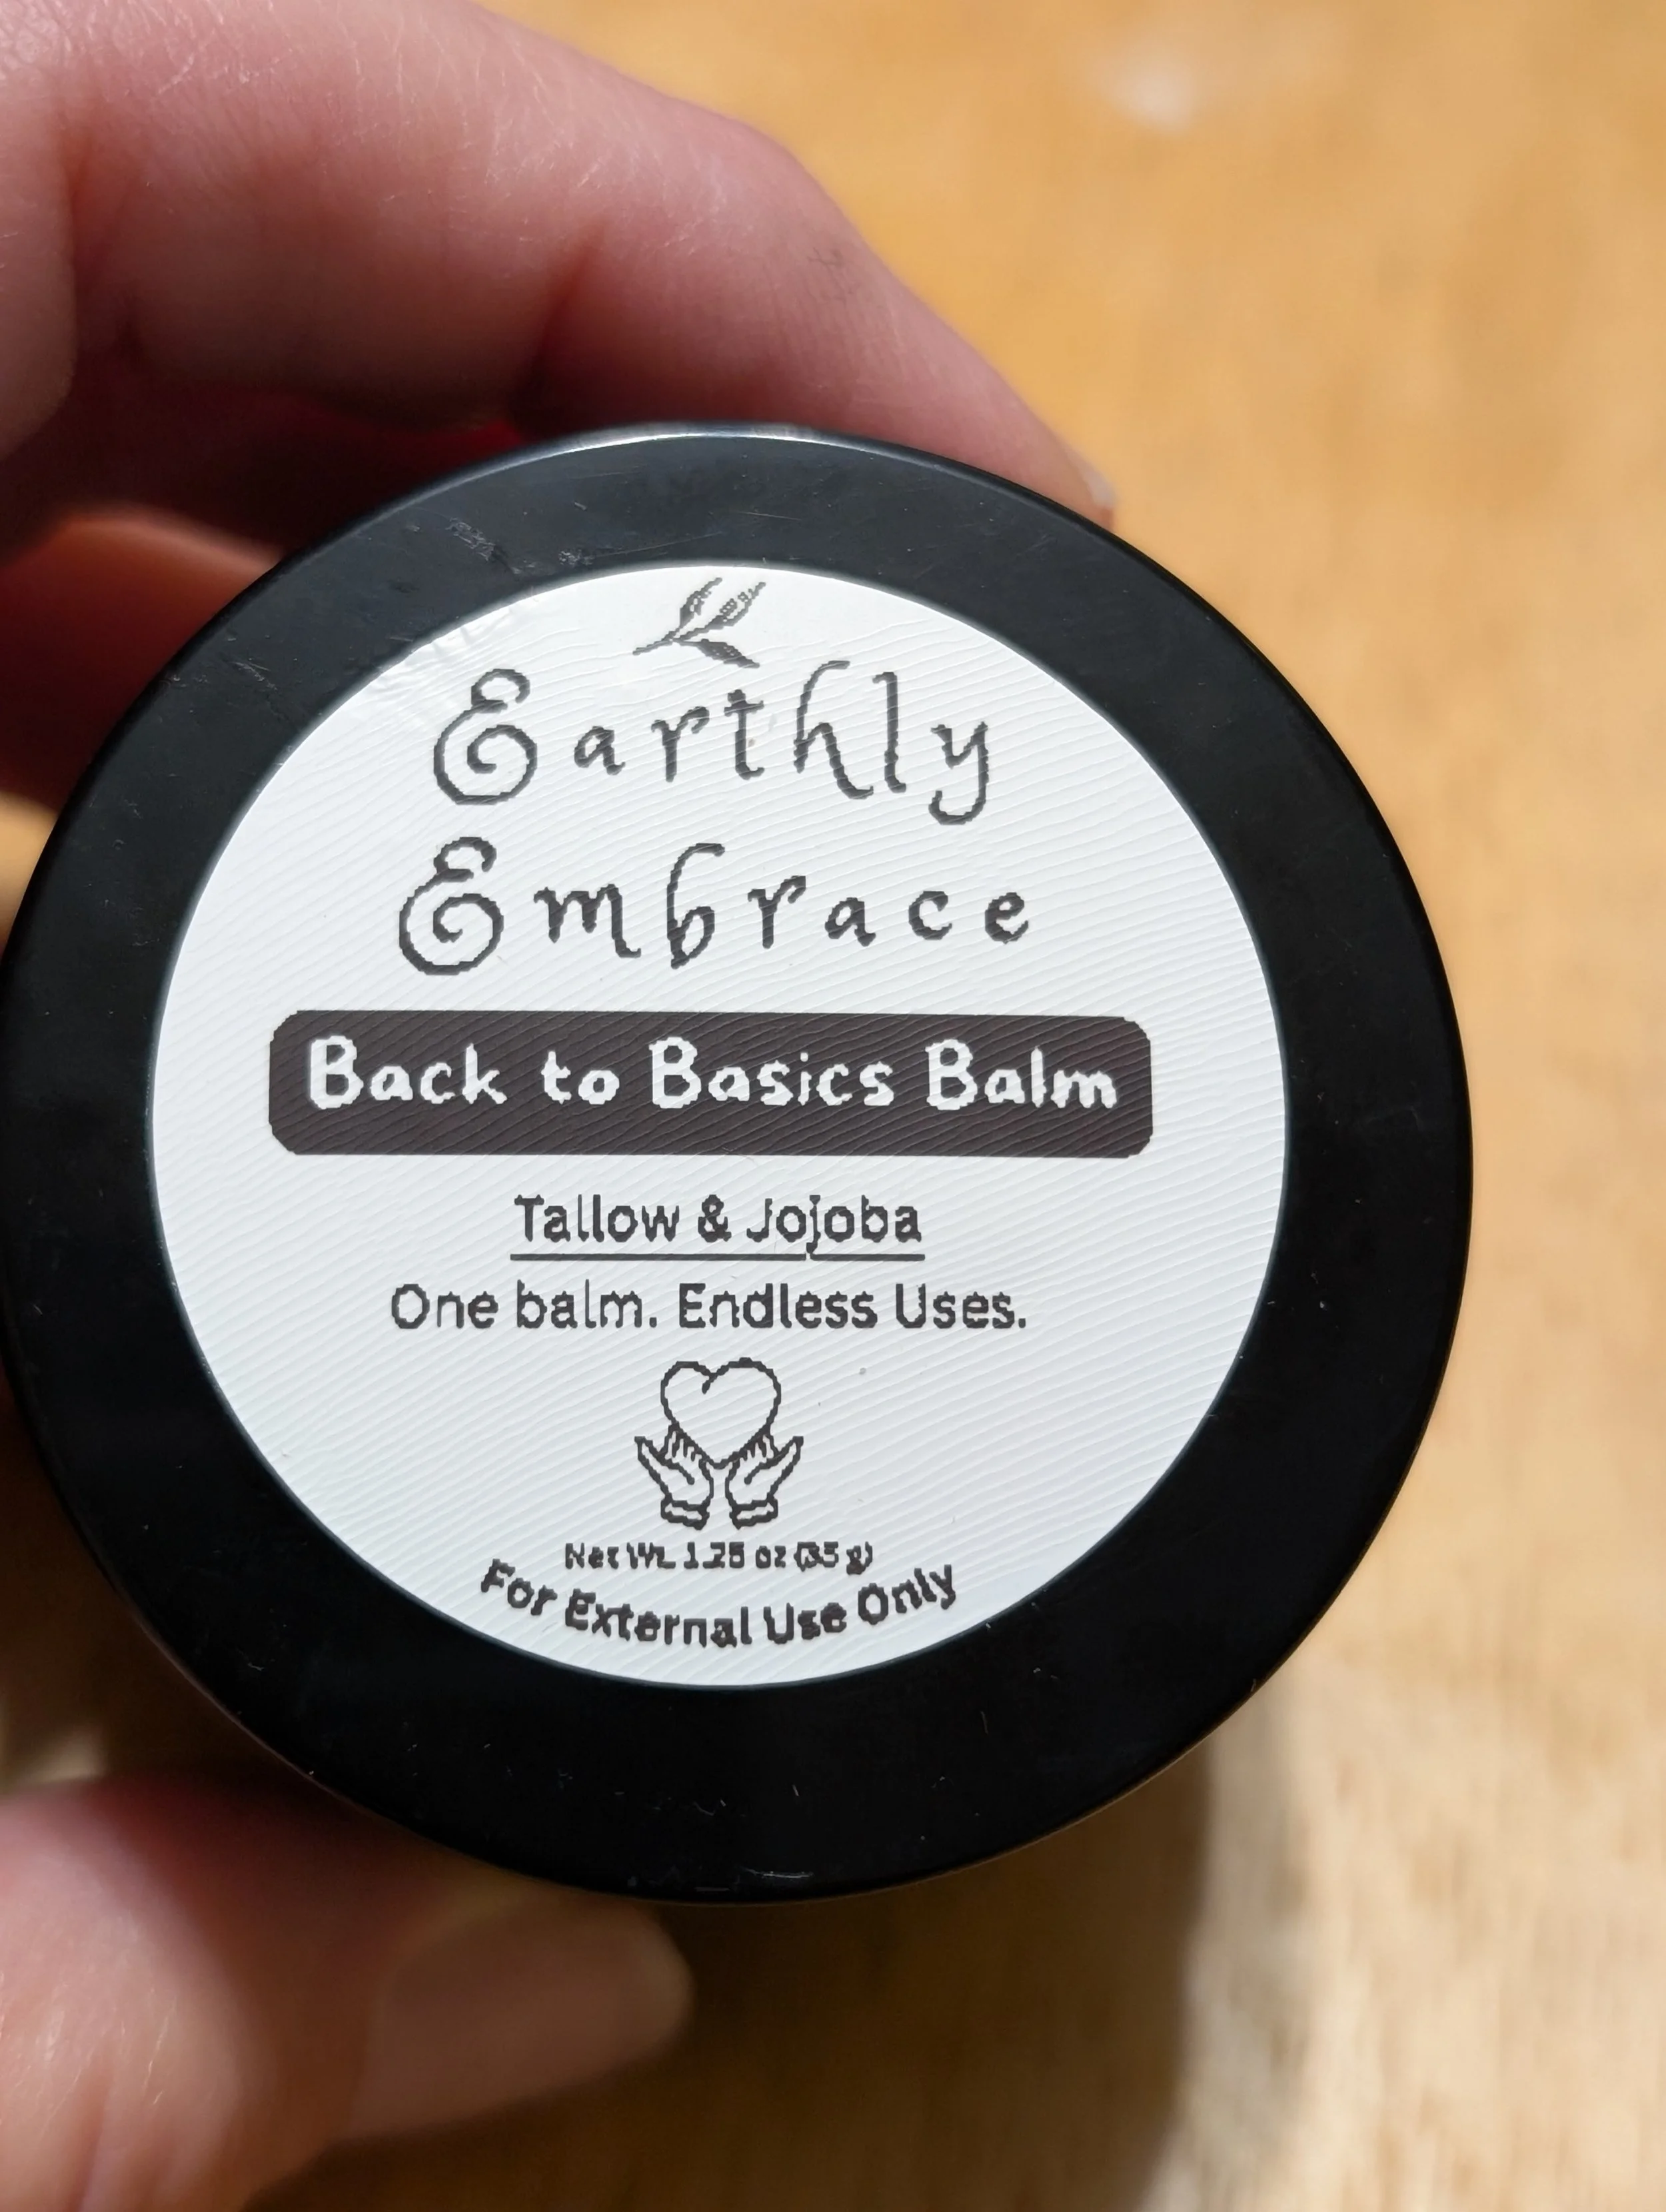 Earthly
Embrace
Back to Basics Balm
Tallow & Jojoba
One balm. Endless Uses.
Net Wt. 1.25 oz (35 g)
For External Use Only